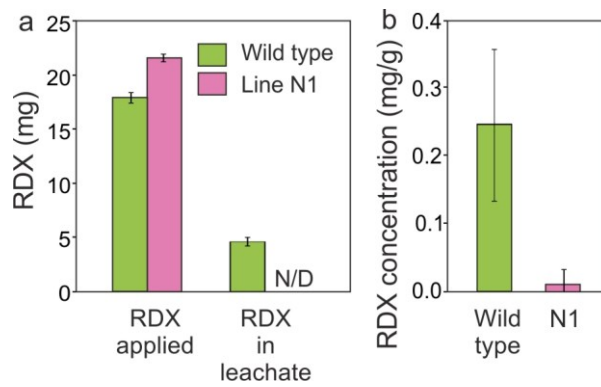 a
RDX (mg)
25
20
15
10
5
0
Wild type
Line N1
N/D
RDX
applied
RDX
in
leachate
b
RDX concentration (mg/g)
0.4
0.3
0.2
0.1
0.0
Wild
type
N1